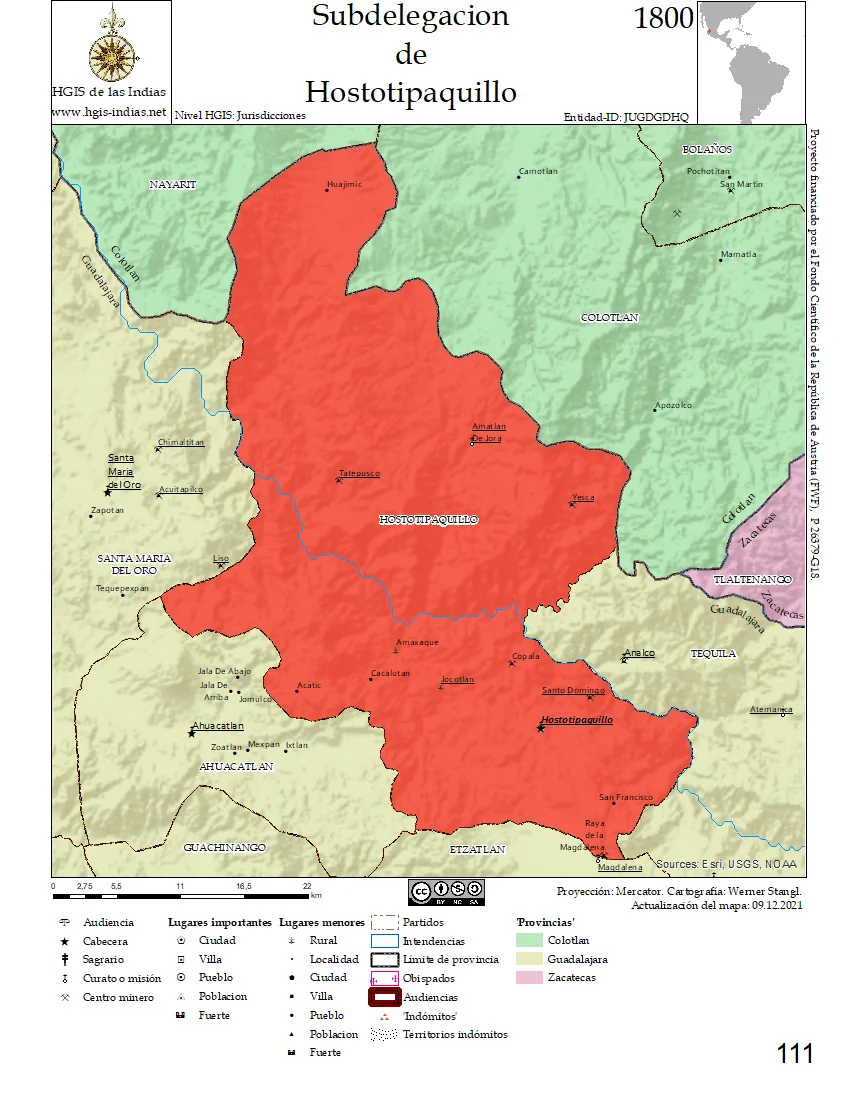 Subdelegacion
de
Hostotipaquillo
1800
HGIS de las Indias
www.hgis-indias.net
Nivel HGIS: Jurisdicciones
Entidad-ID: JUGDGDHQ
BOLAÑOS
Pochotitan
San Martin
NAYARIT
Huajimic
Camotlan
Mamatla
Colotlan
Guadalajara
COLOTLAN
Apozolco
Amatlan
De Jora
Chimaltitan
Santa
Maria
del Oro
Acuitapilco
Zapotan
Tatepusco
Yesca
HOSTOTIPAQUILLO
Colotlan
Zacatecas
SANTA MARIA
DEL ORO
Liso
Tequepexpan
TLALTENANGO
Zacatecas
Guadalajara
Amaxaque
Copala
Analco
TEQUILA
Jala De Abajo
Jala De
Arriba
Jomulco
Acatic
Cacalutan
Jocotlan
Santo Domingo
Atemanica
Ahuacatlan
Hostotipaquillo
Zoatlan
Mexpan
Ixtlan
AHUACATLAN
San Francisco
Raya
de la
Magdalena
Magdalena
GUACHINANGO
ETZATLAN
Sources: Esri, USGS, NOAA
Proyecto financiado por el Fondo Científico de la República de Austria (FWF), P 26379-G18.
0 2,75 5,5 11 16,5 22
km
CC BY NC SA
Proyección: Mercator. Cartografía: Werner Stangl.
Actualización del mapa: 09.12.2021
Audiencia
Cabecera
Sagrario
Curato o misión
Centro minero
Lugares importantes
Ciudad
Villa
Pueblo
Poblacion
Fuerte
Lugares menores
Rural
Localidad
Ciudad
Villa
Pueblo
Poblacion
Fuerte
Partidos
Intendencias
Límite de provincia
Obispados
Audiencias
'Indómitos'
Territorios indómitos
'Provincias'
Colotlan
Guadalajara
Zacatecas
111